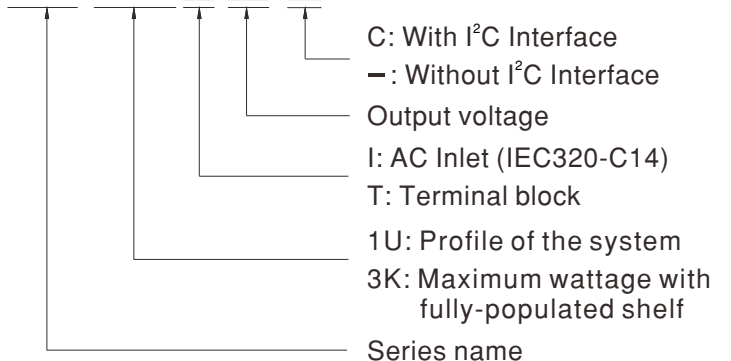 C: With I²C Interface
–: Without I²C Interface
Output voltage
I: AC Inlet (IEC320-C14)
T: Terminal block
1U: Profile of the system
3K: Maximum wattage with
fully-populated shelf
Series name